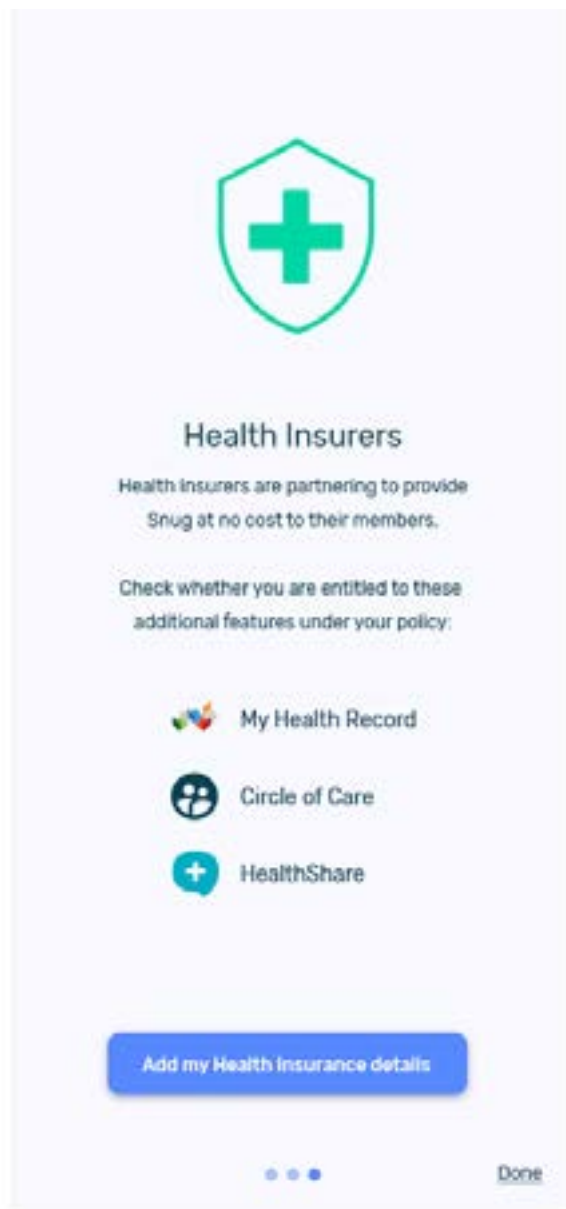 Health Insurers
Health Insurers are partnering to provide
Snug at no cost to their members.
Check whether you are entitled to these
additional features under your policy:
My Health Record
Circle of Care
HealthShare
Add my Health Insurance details
Done